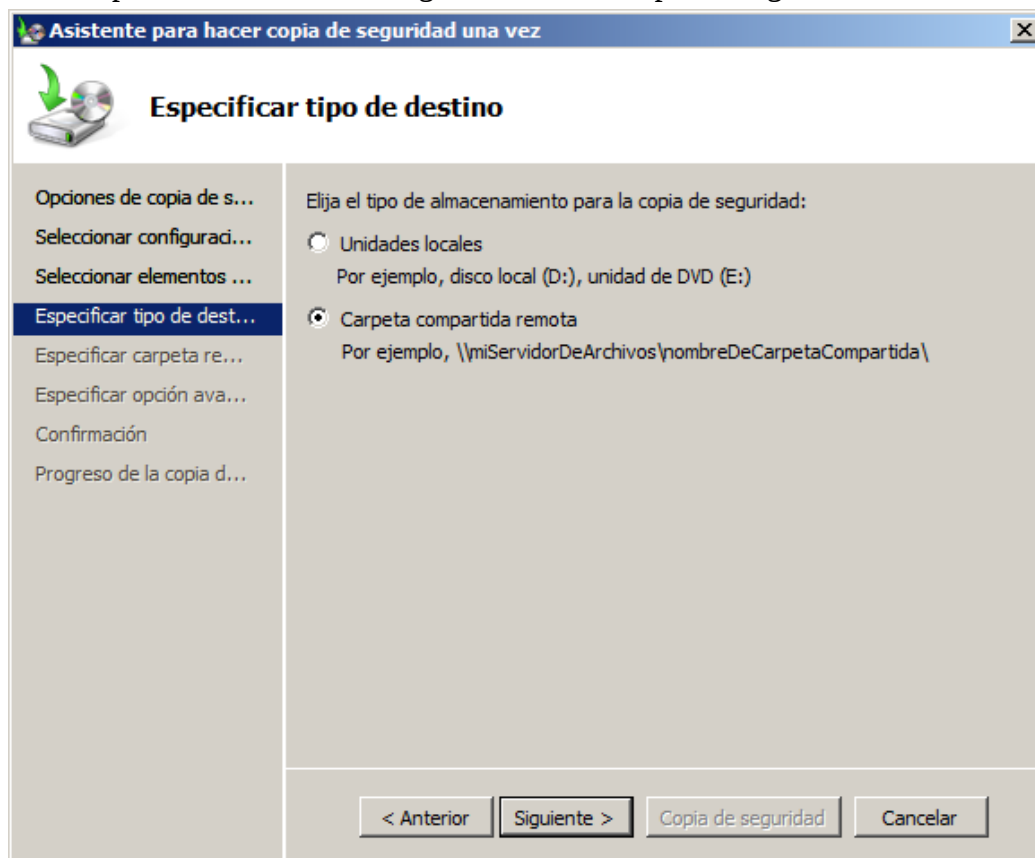 Asistente para hacer copia de seguridad una vez
Especificar tipo de destino
Opciones de copia de s...
Seleccionar configuraci...
Seleccionar elementos ...
Especificar tipo de dest...
Especificar carpeta re...
Especificar opción ava...
Confirmación
Progreso de la copia d...
Elija el tipo de almacenamiento para la copia de seguridad:
Unidades locales
Por ejemplo, disco local (D:), unidad de DVD (E:)
Carpeta compartida remota
Por ejemplo, \\miServidorDeArchivos\nombreDeCarpetaCompartida\
< Anterior
Siguiente >
Copia de seguridad
Cancelar